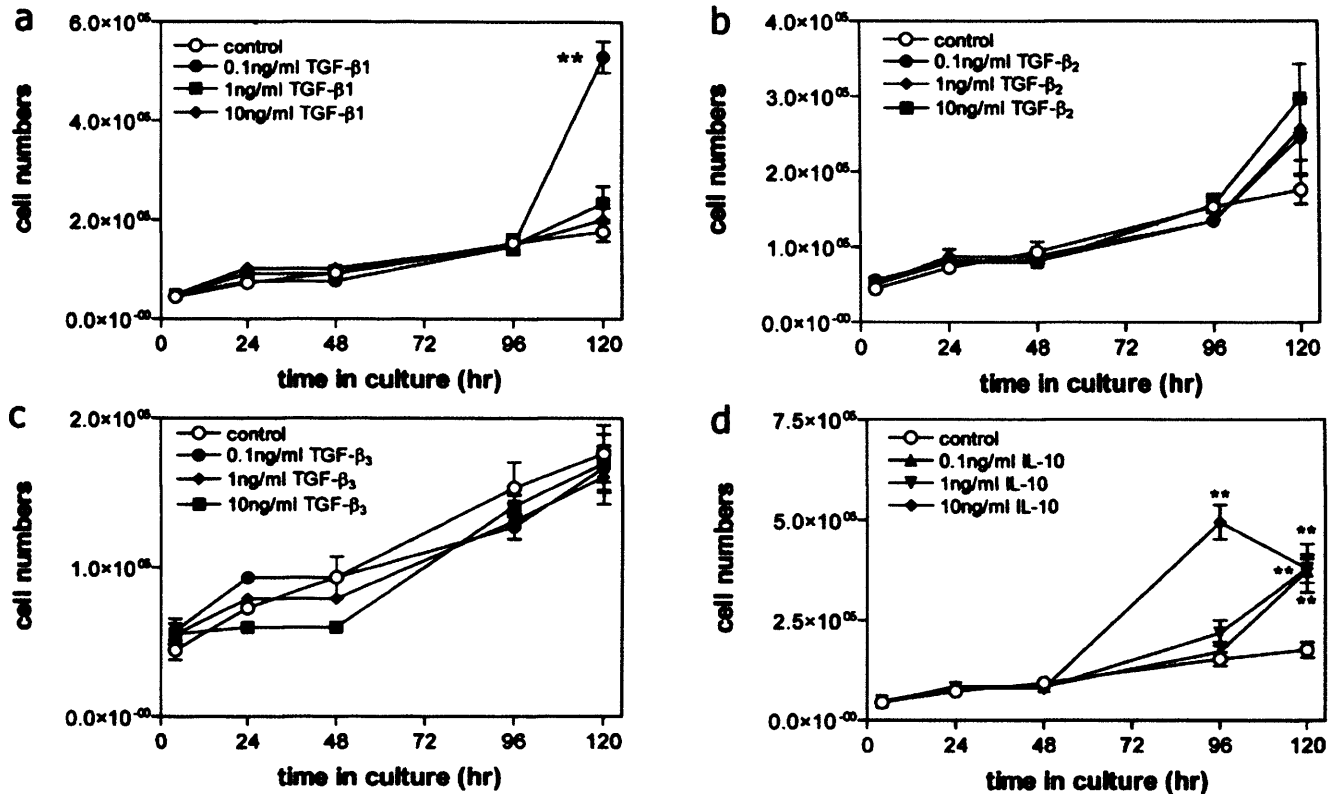 a
6.0×10⁰⁵
4.0×10⁰⁵
2.0×10⁰⁵
0.0×10⁻⁰⁰
cell numbers
control
0.1ng/ml TGF-β1
1ng/ml TGF-β1
10ng/ml TGF-β1
**
0 24 48 72 96 120
time in culture (hr)
b
4.0×10⁰⁵
3.0×10⁰⁵
2.0×10⁰⁵
1.0×10⁰⁵
0.0×10⁻⁰⁰
cell numbers
control
0.1ng/ml TGF-β₂
1ng/ml TGF-β₂
10ng/ml TGF-β₂
0 24 48 72 96 120
time in culture (hr)
c
2.0×10⁰⁵
1.0×10⁰⁵
0.0×10⁻⁰⁰
cell numbers
control
0.1ng/ml TGF-β₃
1ng/ml TGF-β₃
10ng/ml TGF-β₃
0 24 48 72 96 120
time in culture (hr)
d
7.5×10⁰⁵
5.0×10⁰⁵
2.5×10⁰⁵
0.0×10⁻⁰⁰
cell numbers
control
0.1ng/ml IL-10
1ng/ml IL-10
10ng/ml IL-10
**
**
**
**
0 24 48 72 96 120
time in culture (hr)